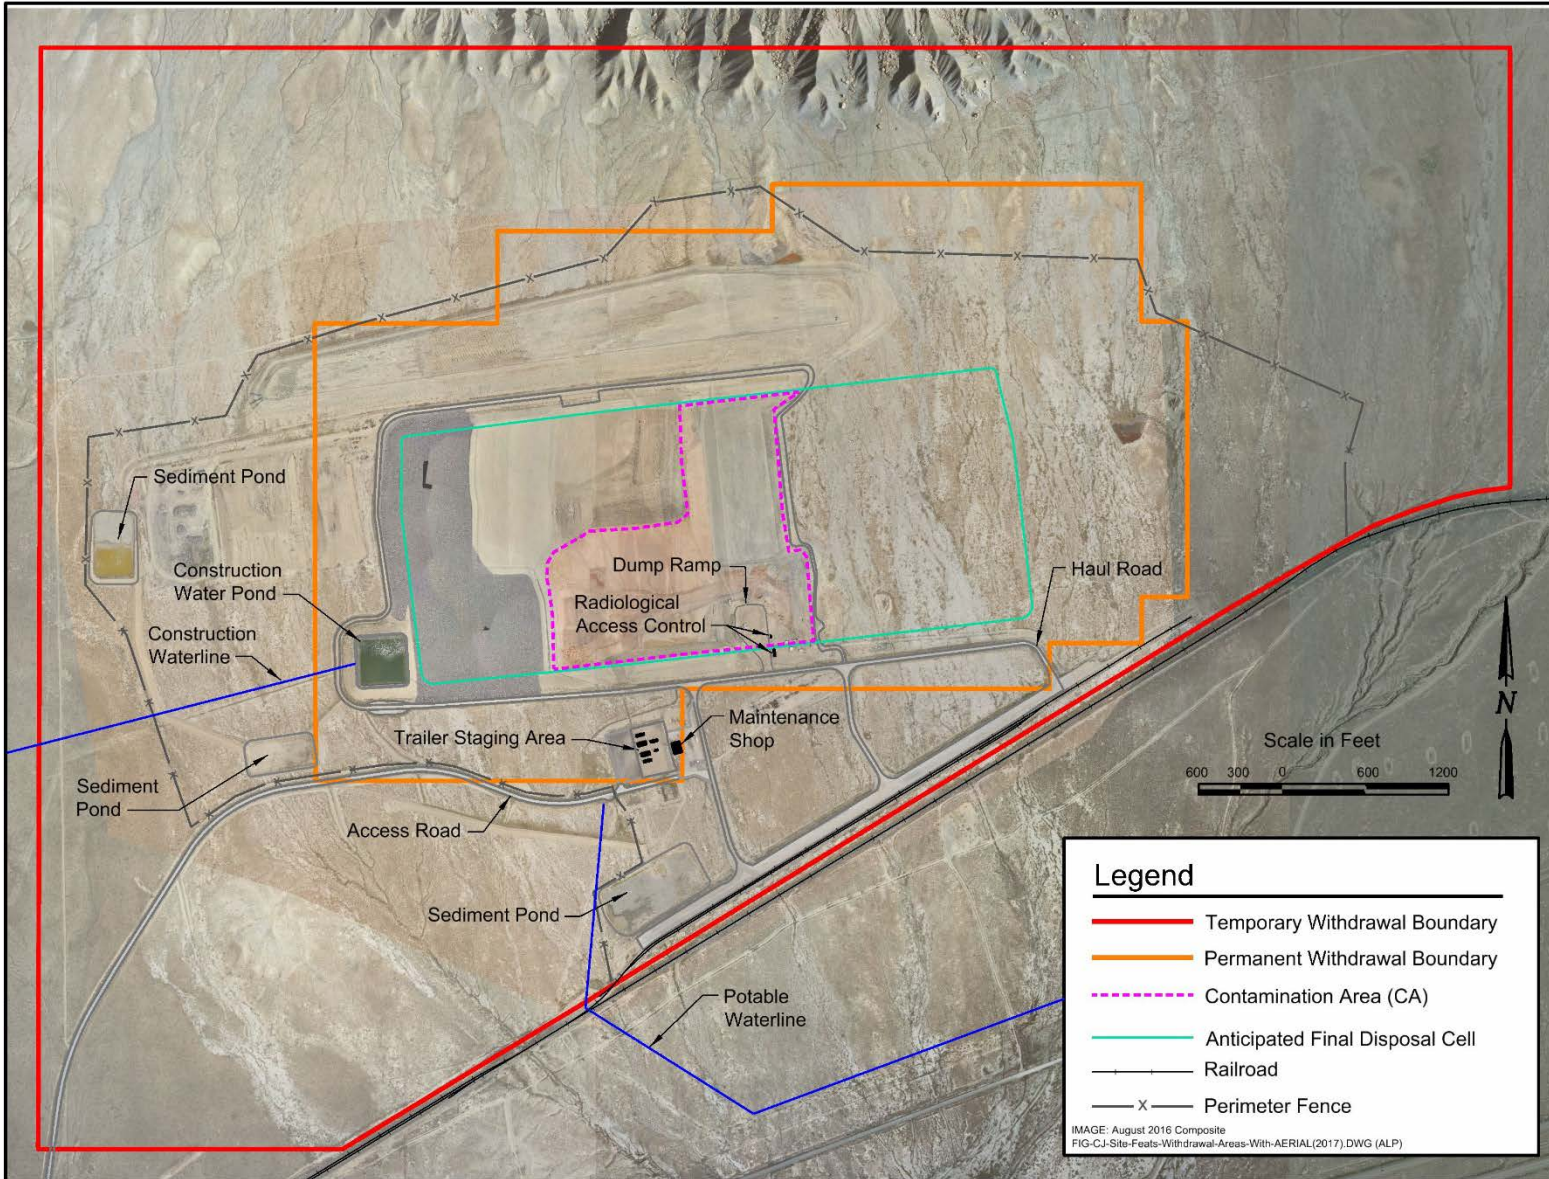 Sediment Pond
Construction
Water Pond
Construction
Waterline
Dump Ramp
Radiological
Access Control
Haul Road
Maintenance
Shop
Trailer Staging Area
Sediment
Pond
Access Road
Sediment Pond
Potable
Waterline
N
Scale in Feet
600 300 0 600 1200
Legend
Temporary Withdrawal Boundary
Permanent Withdrawal Boundary
Contamination Area (CA)
Anticipated Final Disposal Cell
Railroad
X Perimeter Fence
IMAGE: August 2016 Composite
FIG-CJ-Site-Feats-Withdrawal-Areas-With-AERIAL(2017).DWG (ALP)